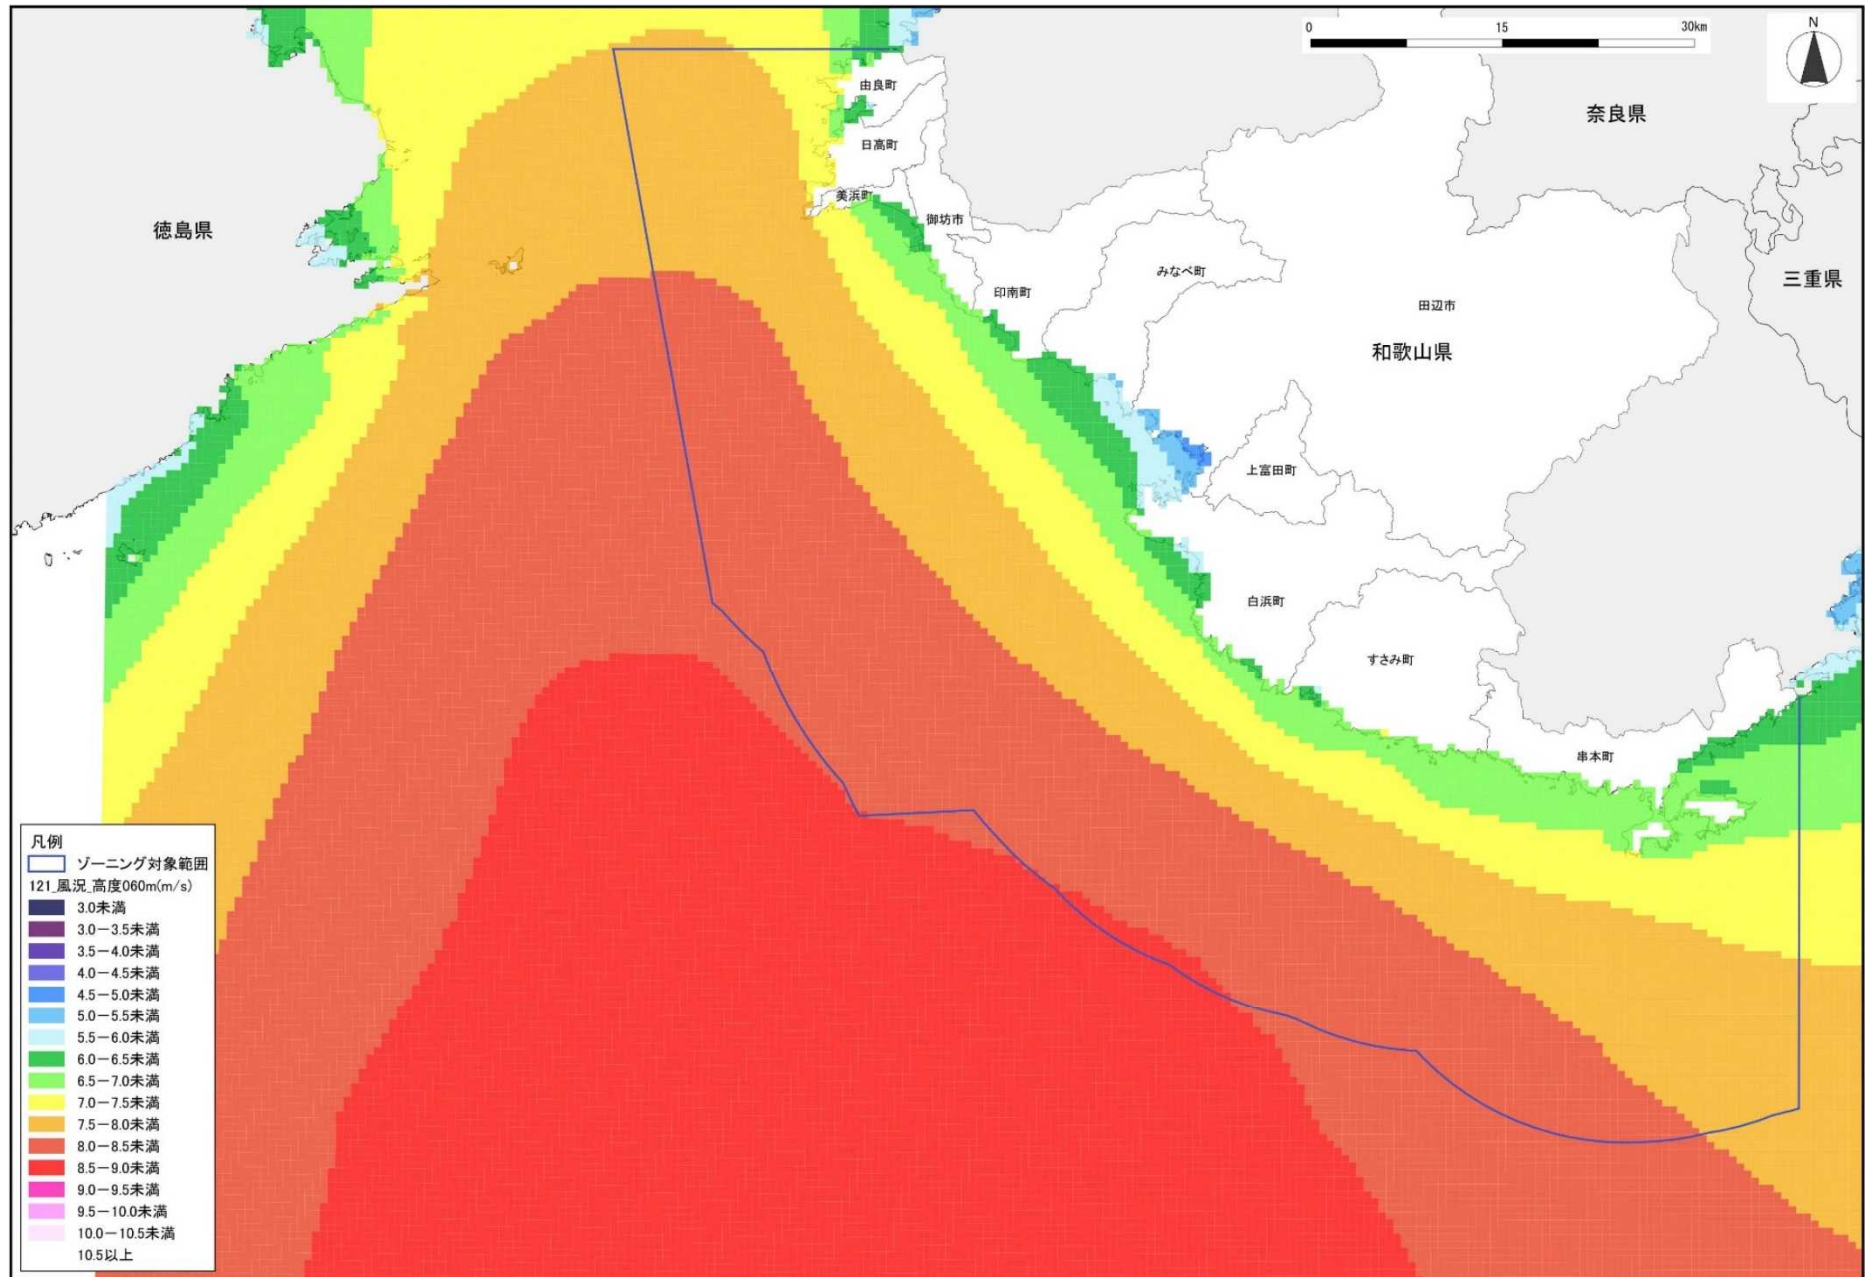 0 15 30km
N
由良町
奈良県
日高町
美浜町
徳島県
御坊市
みなべ町
三重県
印南町
田辺市
和歌山県
上富田町
白浜町
すさみ町
串本町
凡例
ゾーニング対象範囲
121_風況_高度060m(m/s)
3.0未満
3.0－3.5未満
3.5－4.0未満
4.0－4.5未満
4.5－5.0未満
5.0－5.5未満
5.5－6.0未満
6.0－6.5未満
6.5－7.0未満
7.0－7.5未満
7.5－8.0未満
8.0－8.5未満
8.5－9.0未満
9.0－9.5未満
9.5－10.0未満
10.0－10.5未満
10.5以上